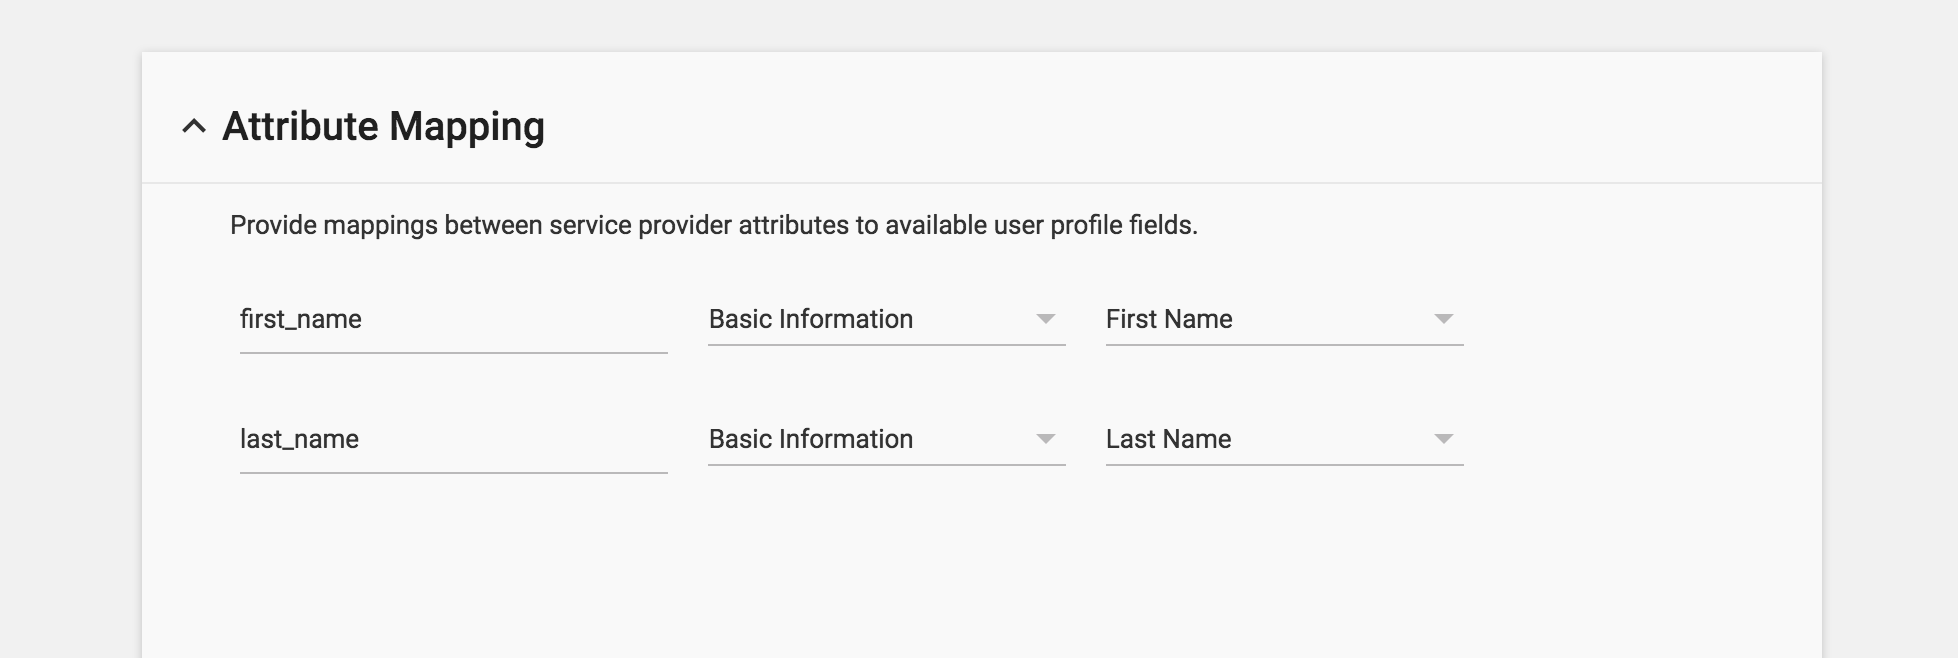 Attribute Mapping
Provide mappings between service provider attributes to available user profile fields.
first_name Basic Information First Name
last_name Basic Information Last Name